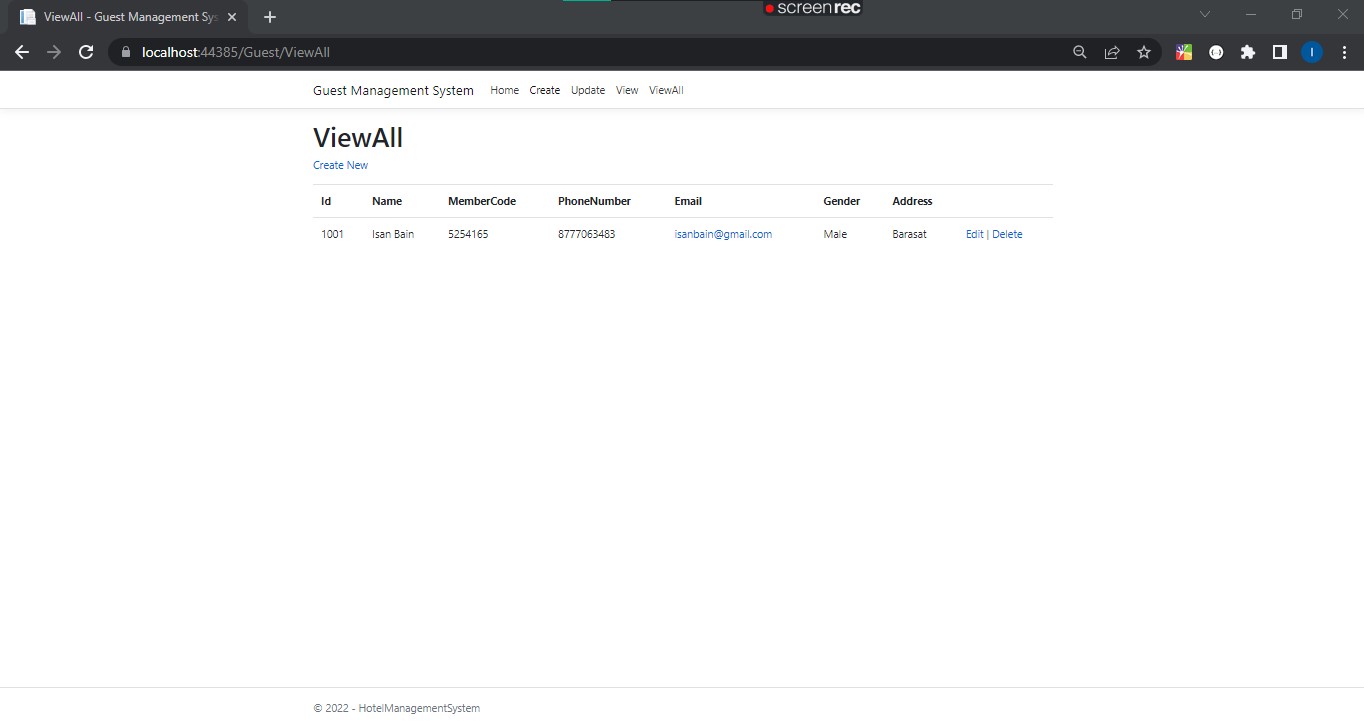 ViewAll - Guest Management Sys
screenrec
localhost:44385/Guest/ViewAll
I
Guest Management System Home Create Update View ViewAll
ViewAll
Create New
Id Name MemberCode PhoneNumber Email Gender Address
1001 Isan Bain 5254165 8777063483 isanbain@gmail.com Male Barasat Edit | Delete
© 2022 - HotelManagementSystem